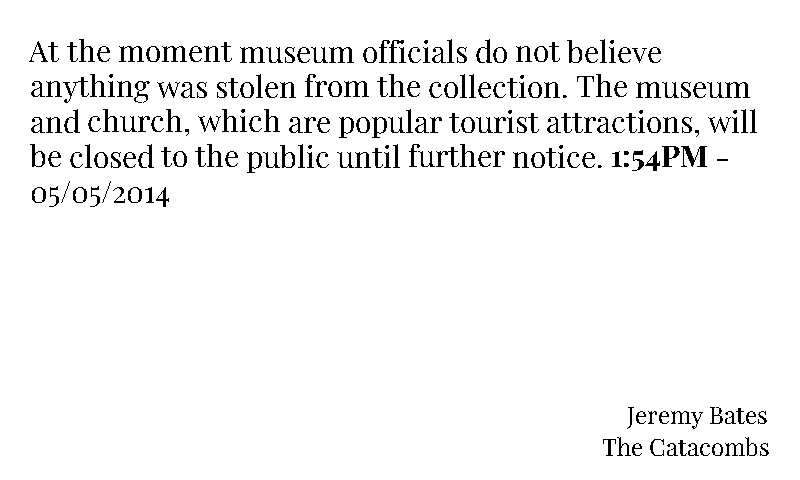 At the moment museum officials do not believe
anything was stolen from the collection. The museum
and church, which are popular tourist attractions, will
be closed to the public until further notice. 1:54PM –
05/05/2014
Jeremy Bates
The Catacombs